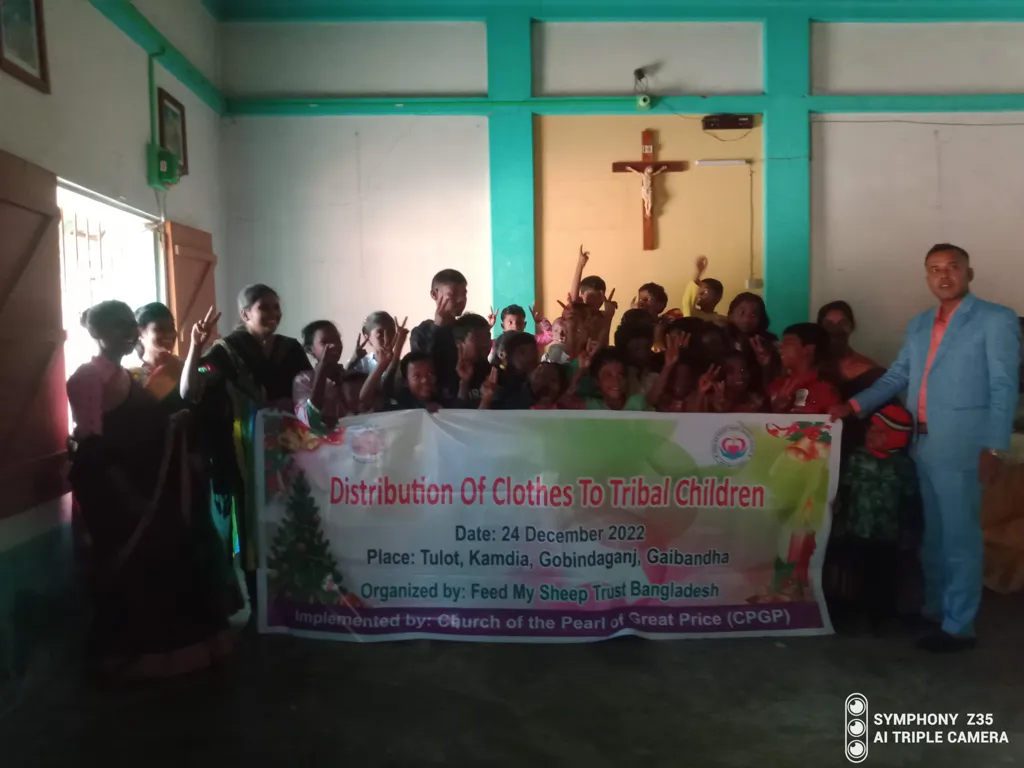 Distribution Of Clothes To Tribal Children
Date: 24 December 2022
Place: Tulot, Kamdia, Gobindaganj, Gaibandha
Organized by: Feed My Sheep Trust Bangladesh
Implemented by: Church of the Pearl of Great Price (CPGP)
SYMPHONY Z35
AI TRIPLE CAMERA